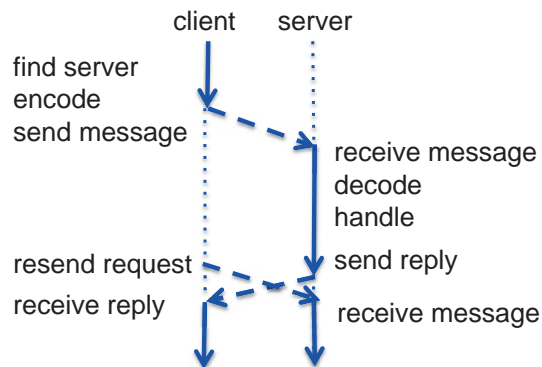 client server
find server
encode
send message
receive message
decode
handle
resend request
send reply
receive reply
receive message